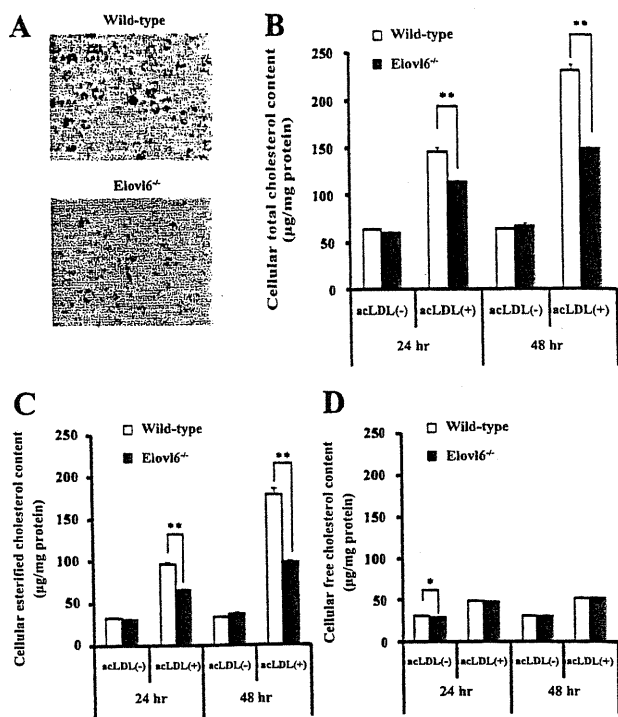 A
Wild-type
Elovl6-/-
B
Wild-type
Elovl6-/-
Cellular total cholesterol content
(μg/mg protein)
250
200
150
100
50
0
**
**
acLDL(-)
acLDL(+)
acLDL(-)
acLDL(+)
24 hr
48 hr
C
Wild-type
Elovl6-/-
Cellular esterified cholesterol content
(μg/mg protein)
250
200
150
100
50
0
**
**
acLDL(-)
acLDL(+)
acLDL(-)
acLDL(+)
24 hr
48 hr
D
Wild-type
Elovl6-/-
Cellular free cholesterol content
(μg/mg protein)
250
200
150
100
50
0
*
acLDL(-)
acLDL(+)
acLDL(-)
acLDL(+)
24 hr
48 hr